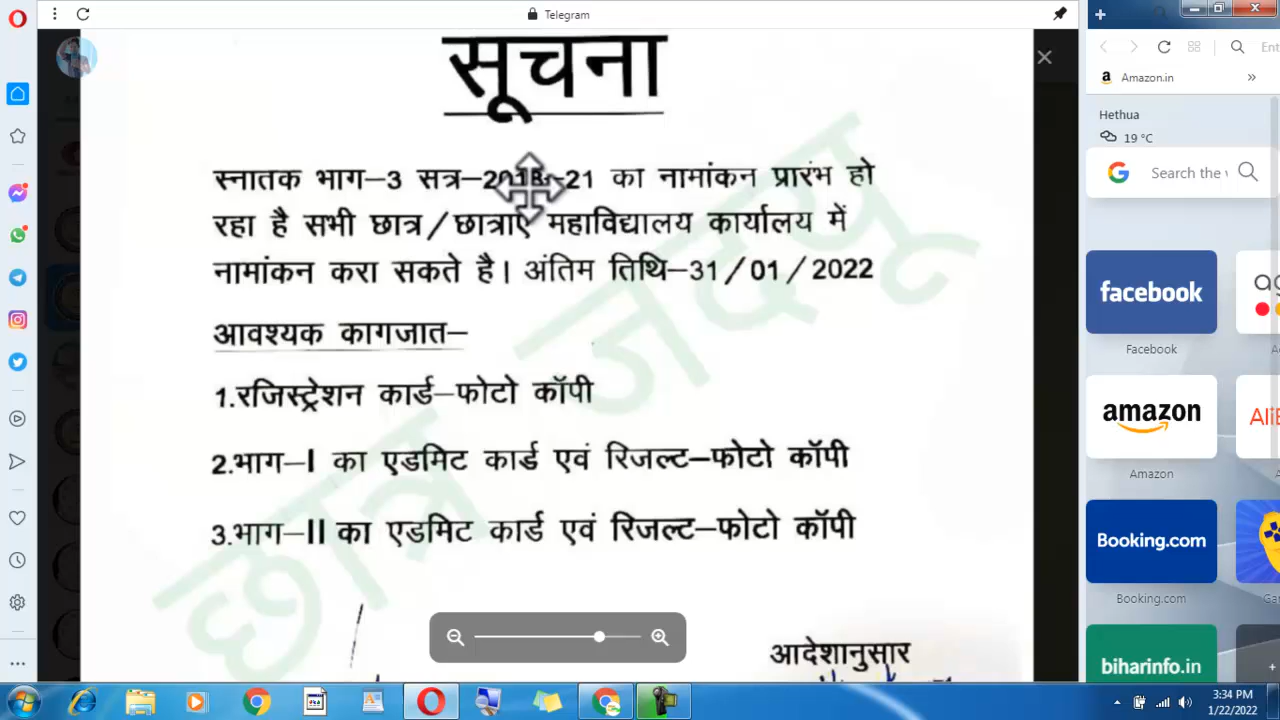 Telegram
सूचना
स्नातक भाग–3 सत्र–2018–21 का नामांकन प्रारंभ हो
रहा है सभी छात्र/छात्राएं महाविद्यालय कार्यालय में
नामांकन करा सकते है। अंतिम तिथि–31/01/2022
आवश्यक कागजात–
1.रजिस्ट्रेशन कार्ड–फोटो कॉपी
2.भाग–I का एडमिट कार्ड एवं रिजल्ट–फोटो कॉपी
3.भाग–II का एडमिट कार्ड एवं रिजल्ट–फोटो कॉपी
आदेशानुसार
छात्र जदयू
Ent
Amazon.in
Hethua
19 °C
Search the w
facebook
Facebook
amazon
Amazon
AliE
Booking.com
Booking.com
biharinfo.in
3:34 PM
1/22/2022